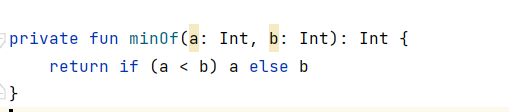 private fun minOf(a: Int, b: Int): Int {
    return if (a < b) a else b
}